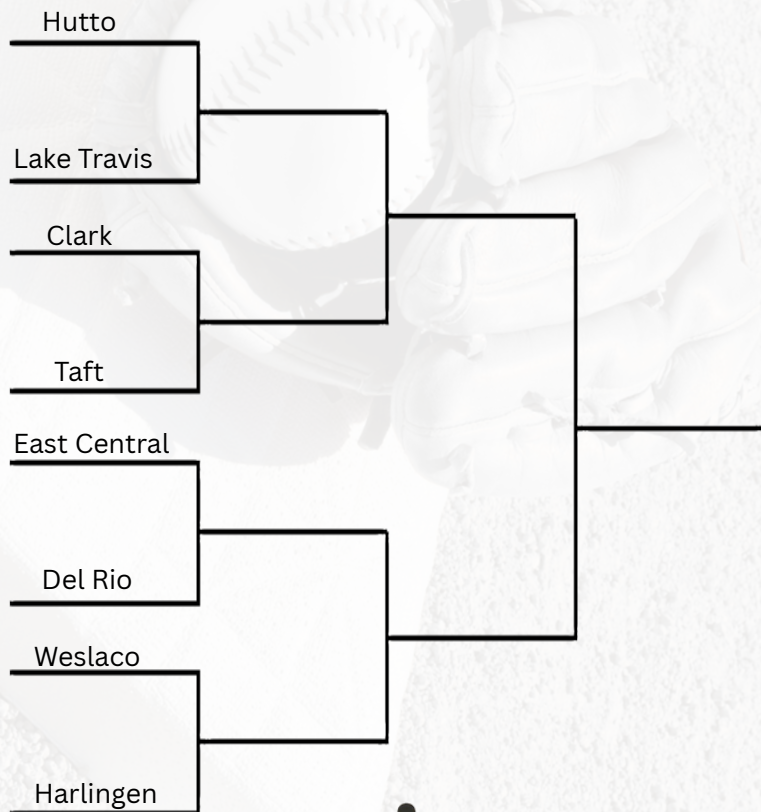 Hutto
Lake Travis
Clark
Taft
East Central
Del Rio
Weslaco
Harlingen